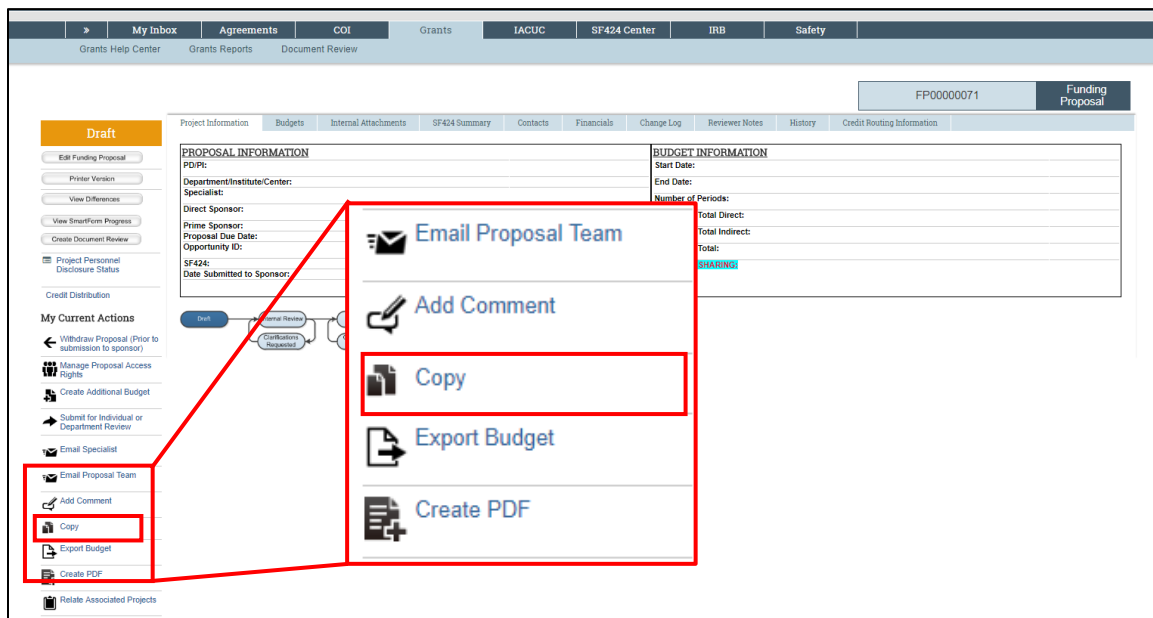 » My Inbox Agreements COI Grants IACUC SF424 Center IRB Safety
Grants Help Center Grants Reports Document Review
FP00000071 Funding Proposal
Draft
Project Information Budgets Internal Attachments SF424 Summary Contacts Financials Change Log Reviewer Notes History Credit Routing Information
Edit Funding Proposal
Printer Version
View Differences
View SmartForm Progress
Create Document Review
Project Personnel
Disclosure Status
Credit Distribution
PROPOSAL INFORMATION
PD/PI:
Department/Institute/Center:
Specialist:
Direct Sponsor:
Prime Sponsor:
Proposal Due Date:
Opportunity ID:
SF424:
Date Submitted to Sponsor:
BUDGET INFORMATION
Start Date:
End Date:
Number of Periods:
Total Direct:
Total Indirect:
Total:
SHARING:
Draft
Internal Review
Clarifications
Requested
My Current Actions
Withdraw Proposal (Prior to
submission to sponsor)
Manage Proposal Access
Rights
Create Additional Budget
Submit for Individual or
Department Review
Email Specialist
Email Proposal Team
Add Comment
Copy
Export Budget
Create PDF
Relate Associated Projects
Email Proposal Team
Add Comment
Copy
Export Budget
Create PDF